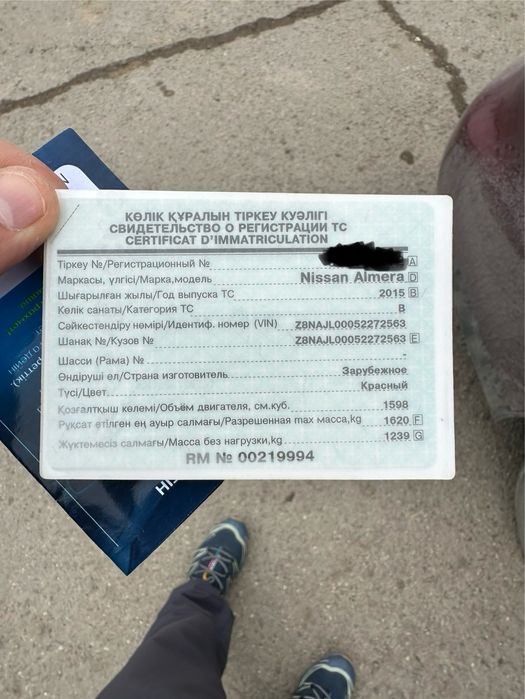 КӨЛІК ҚҰРАЛЫН ТІРКЕУ КУӘЛІГІ
СВИДЕТЕЛЬСТВО О РЕГИСТРАЦИИ ТС
CERTIFICAT D'IMMATRICULATION
Тіркеу №/Регистрационный № A
Маркасы, үлгісі/Марка,модель Nissan Almera D
Шығарылған жылы/Год выпуска ТС 2015 B
Көлік санаты/Категория ТС B
Сәйкестендіру нөмірі/Идентиф. номер (VIN) Z8NAJL00052272563
Шанақ №/Кузов № Z8NAJL00052272563 E
Шасси (Рама) № -
Өндіруші ел/Страна изготовитель Зарубежное
Түсі/Цвет Красный
Қозғалтқыш көлемі/Объём двигателя, см.куб. 1598
Рұқсат етілген ең ауыр салмағы/Разрешенная max масса,kg 1620 F
Жүктемесіз салмағы/Масса без нагрузки,kg 1239 G
RM № 00219994